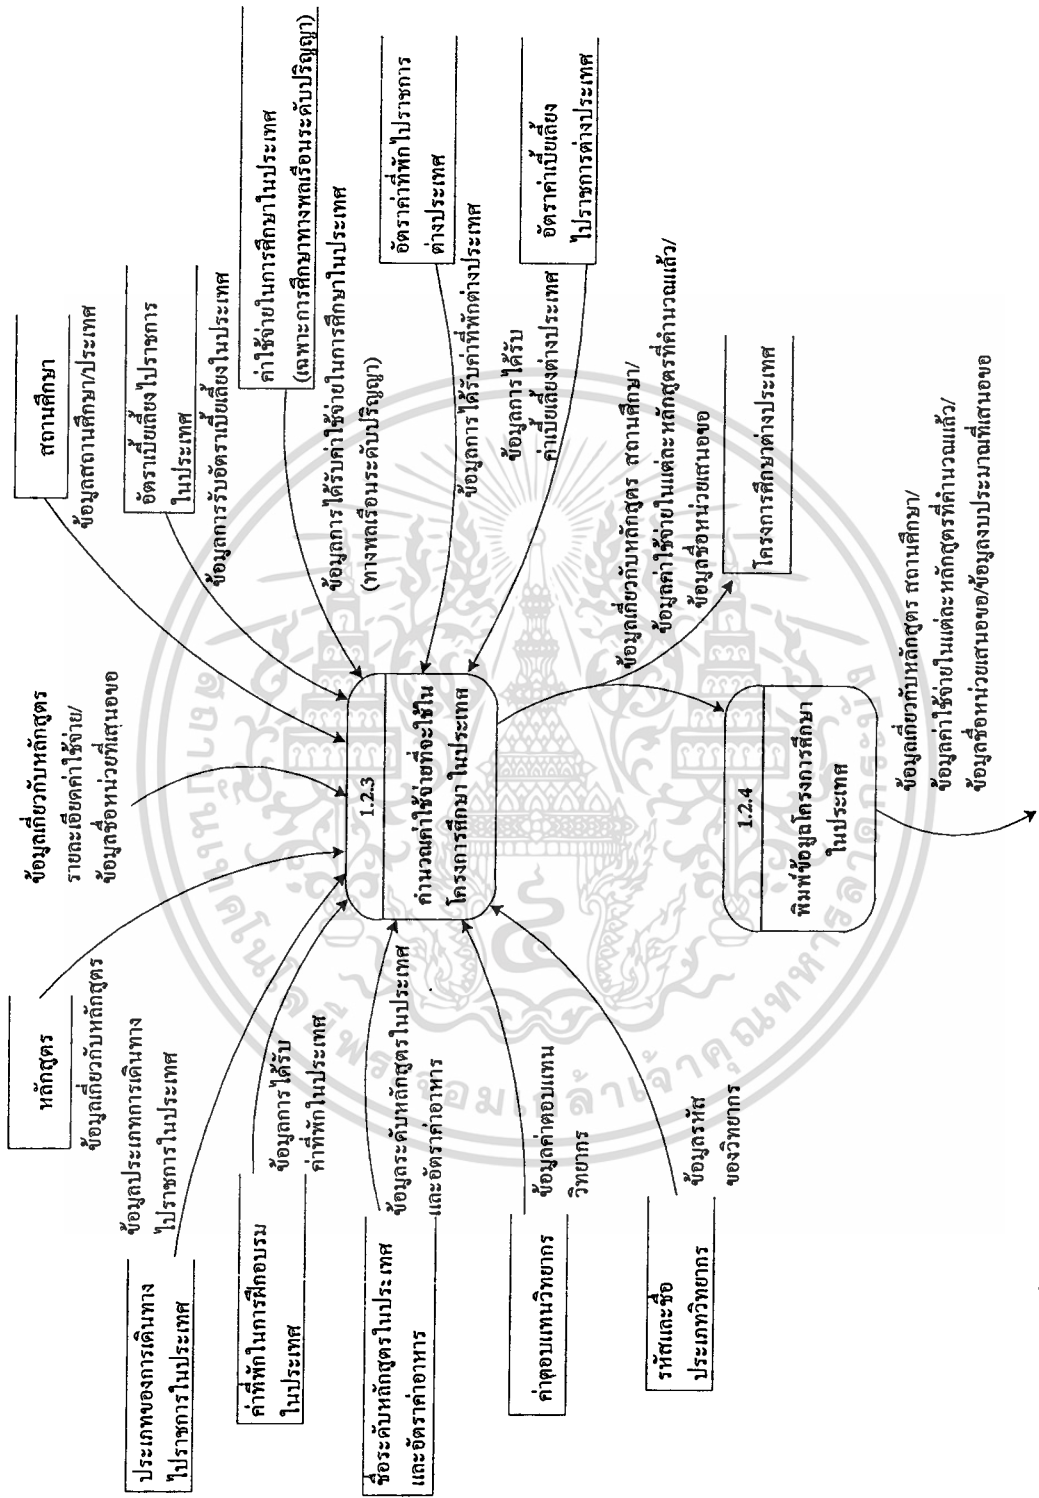 หลักสูตร
ข้อมูลเกี่ยวกับหลักสูตร
ข้อมูลเกี่ยวกับหลักสูตร
รายละเอียดค่าใช้จ่าย/
ข้อมูลชื่อหน่วยที่เสนอขอ
สถานศึกษา
ข้อมูลสถานศึกษา/ประเทศ
ประเภทของการเดินทาง
ไปราชการในประเทศ
ข้อมูลประเภทการเดินทาง
ไปราชการในประเทศ
อัตราเบี้ยเลี้ยงไปราชการ
ในประเทศ
ข้อมูลการรับอัตราเบี้ยเลี้ยงในประเทศ
ค่าที่พักในการฝึกอบรม
ในประเทศ
ข้อมูลการได้รับ
ค่าที่พักในประเทศ
ค่าใช้จ่ายในการศึกษาในประเทศ
(เฉพาะการศึกษาทางพลเรือนระดับปริญญา)
ข้อมูลการได้รับค่าใช้จ่ายในการศึกษาในประเทศ
(ทางพลเรือนระดับปริญญา)
1.2.3
คำนวณค่าใช้จ่ายที่จะใช้ใน
โครงการศึกษา ในประเทศ
ชื่อระดับหลักสูตรในประเทศ
และอัตราค่าอาหาร
ข้อมูลระดับหลักสูตรในประเทศ
และอัตราค่าอาหาร
อัตราค่าที่พักไปราชการ
ต่างประเทศ
ข้อมูลการได้รับค่าที่พักต่างประเทศ
ค่าตอบแทนวิทยากร
ข้อมูลค่าตอบแทน
วิทยากร
อัตราค่าเบี้ยเลี้ยง
ไปราชการต่างประเทศ
ข้อมูลการได้รับ
ค่าเบี้ยเลี้ยงต่างประเทศ
รหัสและชื่อ
ประเภทวิทยากร
ข้อมูลรหัส
ของวิทยากร
ข้อมูลเกี่ยวกับหลักสูตร สถานศึกษา/
ข้อมูลค่าใช้จ่ายในแต่ละหลักสูตรที่คำนวณแล้ว/
ข้อมูลชื่อหน่วยเสนอขอ
โครงการศึกษาต่างประเทศ
1.2.4
พิมพ์ข้อมูลโครงการศึกษา
ในประเทศ
ข้อมูลเกี่ยวกับหลักสูตร สถานศึกษา/
ข้อมูลค่าใช้จ่ายในแต่ละหลักสูตรที่คำนวณแล้ว/
ข้อมูลชื่อหน่วยเสนอขอ/ข้อมูลงบประมาณที่เสนอขอ
สถาบันเทคโนโลยีพระจอมเกล้าเจ้าคุณทหารลาดกระบัง